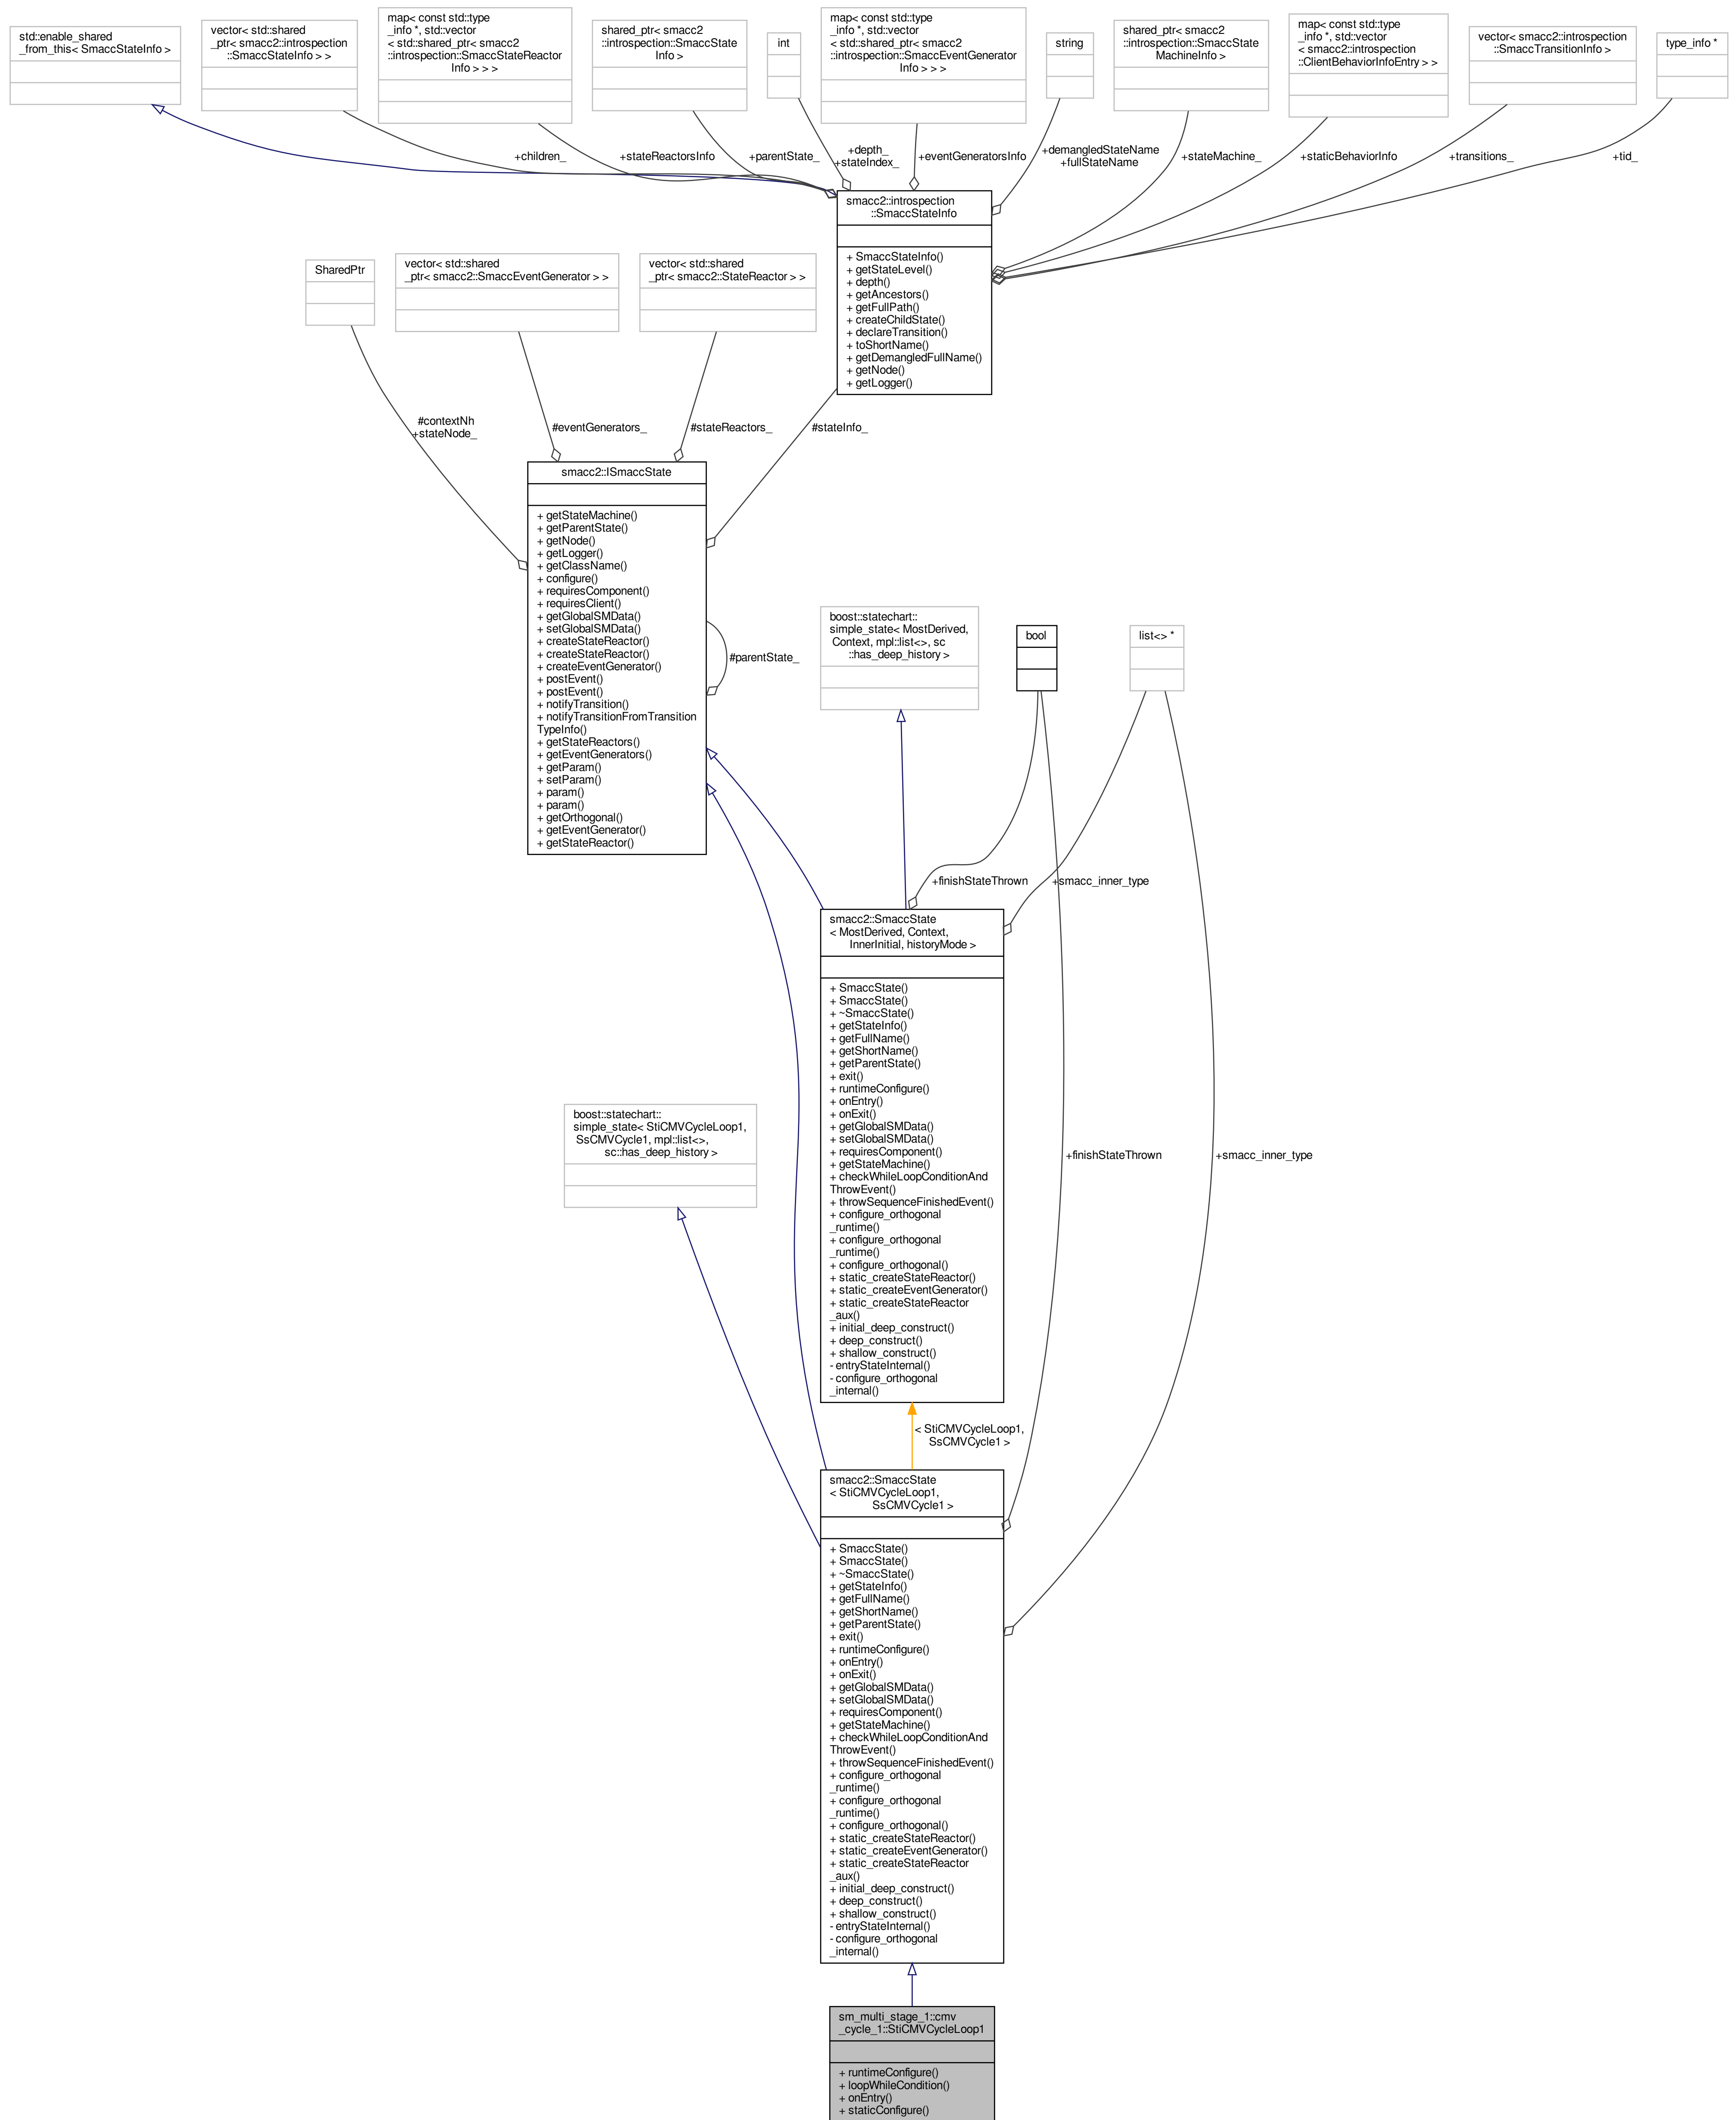 std::enable_shared
_from_this< SmaccStateInfo >
vector< std::shared
_ptr< smacc2::introspection
::SmaccStateInfo > >
map< const std::type
_info *, std::vector
< std::shared_ptr< smacc2
::introspection::SmaccStateReactor
Info > > >
shared_ptr< smacc2
::introspection::SmaccState
Info >
int
map< const std::type
_info *, std::vector
< std::shared_ptr< smacc2
::introspection::SmaccEventGenerator
Info > > >
string
shared_ptr< smacc2
::introspection::SmaccState
MachineInfo >
map< const std::type
_info *, std::vector
< smacc2::introspection
::ClientBehaviorInfoEntry > >
vector< smacc2::introspection
::SmaccTransitionInfo >
type_info *
+children_
+stateReactorsInfo
+parentState_
+depth_
+stateIndex_
+eventGeneratorsInfo
+demangledStateName
+fullStateName
+stateMachine_
+staticBehaviorInfo
+transitions_
+tid_
smacc2::introspection
::SmaccStateInfo
+ SmaccStateInfo()
+ getStateLevel()
+ depth()
+ getAncestors()
+ getFullPath()
+ createChildState()
+ declareTransition()
+ toShortName()
+ getDemangledFullName()
+ getNode()
+ getLogger()
SharedPtr
vector< std::shared
_ptr< smacc2::SmaccEventGenerator > >
vector< std::shared
_ptr< smacc2::StateReactor > >
#contextNh
+stateNode_
#eventGenerators_
#stateReactors_
#stateInfo_
smacc2::ISmaccState
+ getStateMachine()
+ getParentState()
+ getNode()
+ getLogger()
+ getClassName()
+ configure()
+ requiresComponent()
+ requiresClient()
+ getGlobalSMData()
+ setGlobalSMData()
+ createStateReactor()
+ createStateReactor()
+ createEventGenerator()
+ postEvent()
+ postEvent()
+ notifyTransition()
+ notifyTransitionFromTransition
TypeInfo()
+ getStateReactors()
+ getEventGenerators()
+ getParam()
+ setParam()
+ param()
+ param()
+ getOrthogonal()
+ getEventGenerator()
+ getStateReactor()
#parentState_
boost::statechart::
simple_state< MostDerived,
Context, mpl::list<>, sc
::has_deep_history >
bool
list<> *
+finishStateThrown
+smacc_inner_type
smacc2::SmaccState
< MostDerived, Context,
InnerInitial, historyMode >
+ SmaccState()
+ SmaccState()
+ ~SmaccState()
+ getStateInfo()
+ getFullName()
+ getShortName()
+ getParentState()
+ exit()
+ runtimeConfigure()
+ onEntry()
+ onExit()
+ getGlobalSMData()
+ setGlobalSMData()
+ requiresComponent()
+ getStateMachine()
+ checkWhileLoopConditionAnd
ThrowEvent()
+ throwSequenceFinishedEvent()
+ configure_orthogonal
_runtime()
+ configure_orthogonal
_runtime()
+ configure_orthogonal()
+ static_createStateReactor()
+ static_createEventGenerator()
+ static_createStateReactor
_aux()
+ initial_deep_construct()
+ deep_construct()
+ shallow_construct()
- entryStateInternal()
- configure_orthogonal
_internal()
boost::statechart::
simple_state< StiCMVCycleLoop1,
SsCMVCycle1, mpl::list<>,
sc::has_deep_history >
+finishStateThrown
+smacc_inner_type
< StiCMVCycleLoop1,
SsCMVCycle1 >
smacc2::SmaccState
< StiCMVCycleLoop1,
SsCMVCycle1 >
+ SmaccState()
+ SmaccState()
+ ~SmaccState()
+ getStateInfo()
+ getFullName()
+ getShortName()
+ getParentState()
+ exit()
+ runtimeConfigure()
+ onEntry()
+ onExit()
+ getGlobalSMData()
+ setGlobalSMData()
+ requiresComponent()
+ getStateMachine()
+ checkWhileLoopConditionAnd
ThrowEvent()
+ throwSequenceFinishedEvent()
+ configure_orthogonal
_runtime()
+ configure_orthogonal
_runtime()
+ configure_orthogonal()
+ static_createStateReactor()
+ static_createEventGenerator()
+ static_createStateReactor
_aux()
+ initial_deep_construct()
+ deep_construct()
+ shallow_construct()
- entryStateInternal()
- configure_orthogonal
_internal()
sm_multi_stage_1::cmv
_cycle_1::StiCMVCycleLoop1
+ runtimeConfigure()
+ loopWhileCondition()
+ onEntry()
+ staticConfigure()